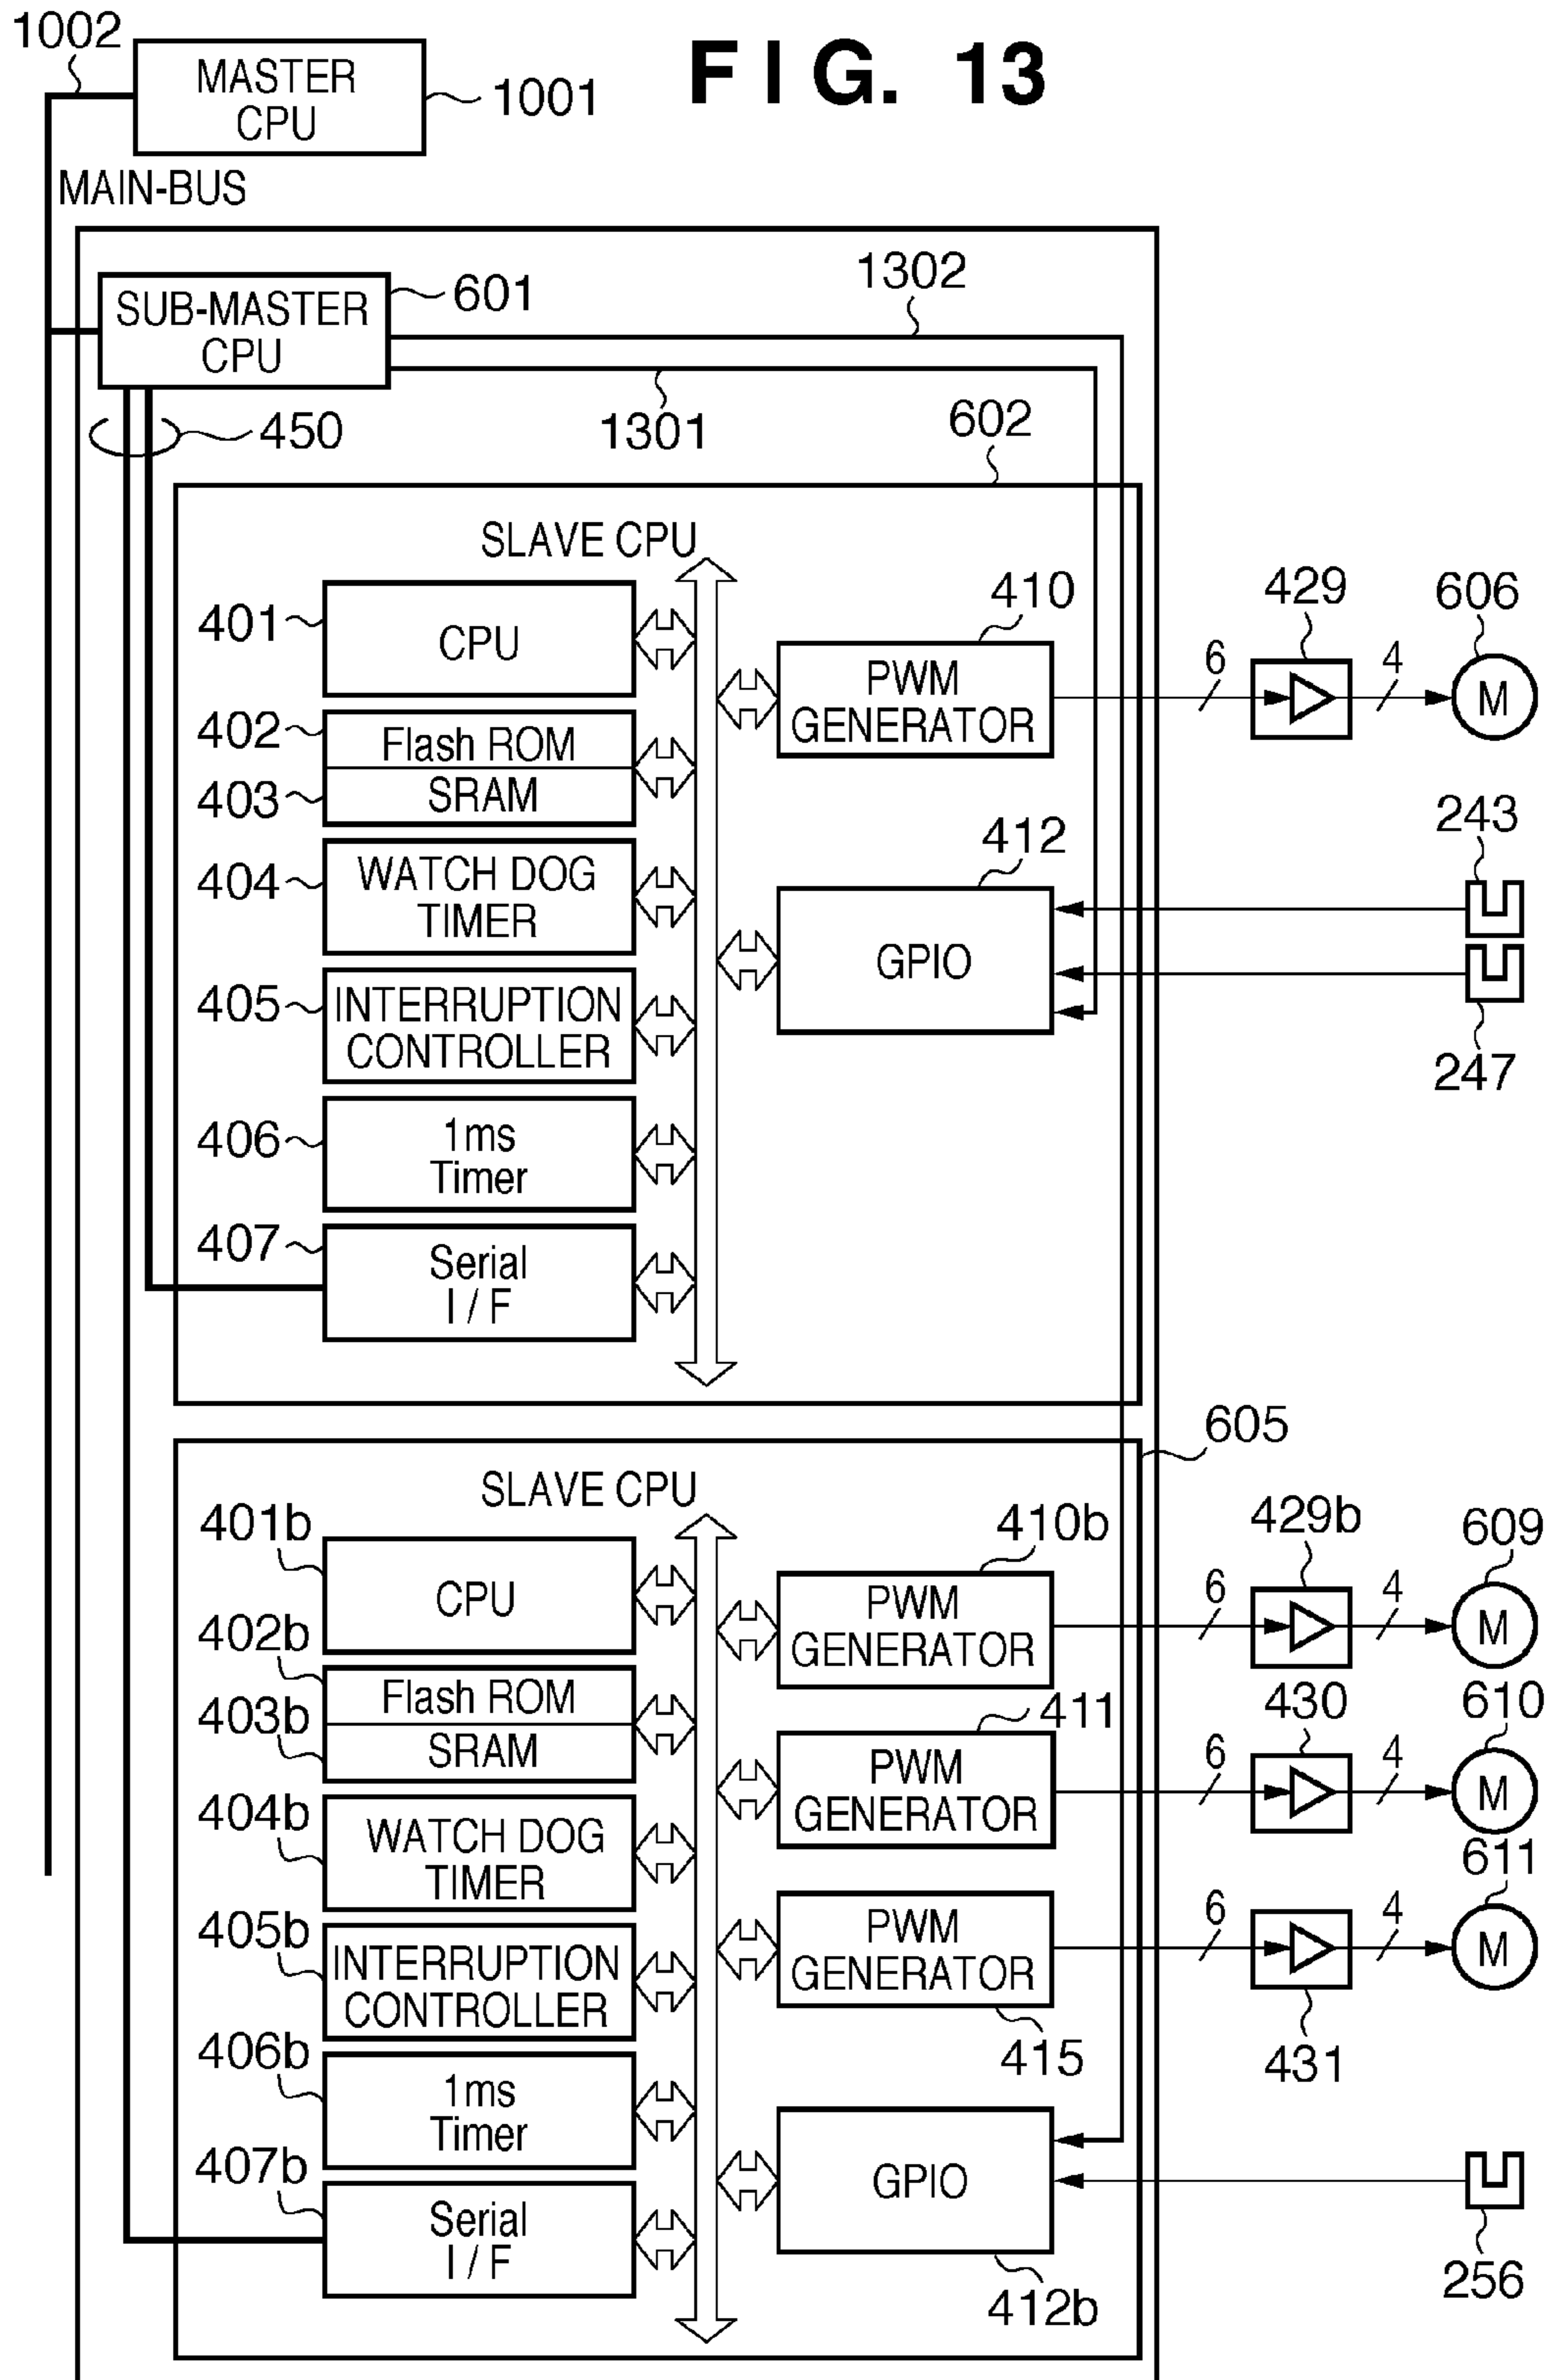 FIG. 13
1002
MASTER
CPU
1001
MAIN-BUS
SUB-MASTER
CPU
601
1302
1301
450
602
SLAVE CPU
401
CPU
410
PWM
GENERATOR
6
429
4
606
M
402
Flash ROM
403
SRAM
404
WATCH DOG
TIMER
412
GPIO
243
247
405
INTERRUPTION
CONTROLLER
406
1ms
Timer
407
Serial
I / F
605
SLAVE CPU
401b
CPU
410b
PWM
GENERATOR
6
429b
4
609
M
402b
Flash ROM
403b
SRAM
411
PWM
GENERATOR
6
430
4
610
M
404b
WATCH DOG
TIMER
PWM
GENERATOR
415
6
431
4
611
M
405b
INTERRUPTION
CONTROLLER
406b
1ms
Timer
407b
Serial
I / F
GPIO
412b
256